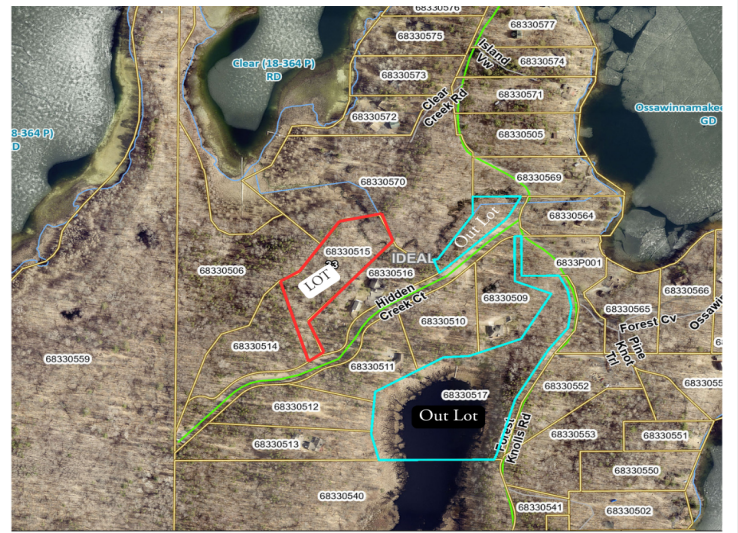 68330576
68330577
68330575
Island
Vw
68330574
Clear (18-364 P)
RD
68330573
68330571
Clear
Creek Rd
Ossawinnamakee
GD
68330572
68330505
8-364 P)
D
68330570
68330569
68330564
Out Lot
68330515
IDEAL
6833P001
68330506
LOT
68330516
Hidden
Creek Ct
68330509
68330566
68330565
68330510
Forest Cv
Ossawin
68330514
Pine
Knot
Trl
68330559
68330511
68330517
68330552
6833055
68330512
Out Lot
Forest
Knolls Rd
68330553
68330551
68330513
68330550
68330540
68330541
68330502